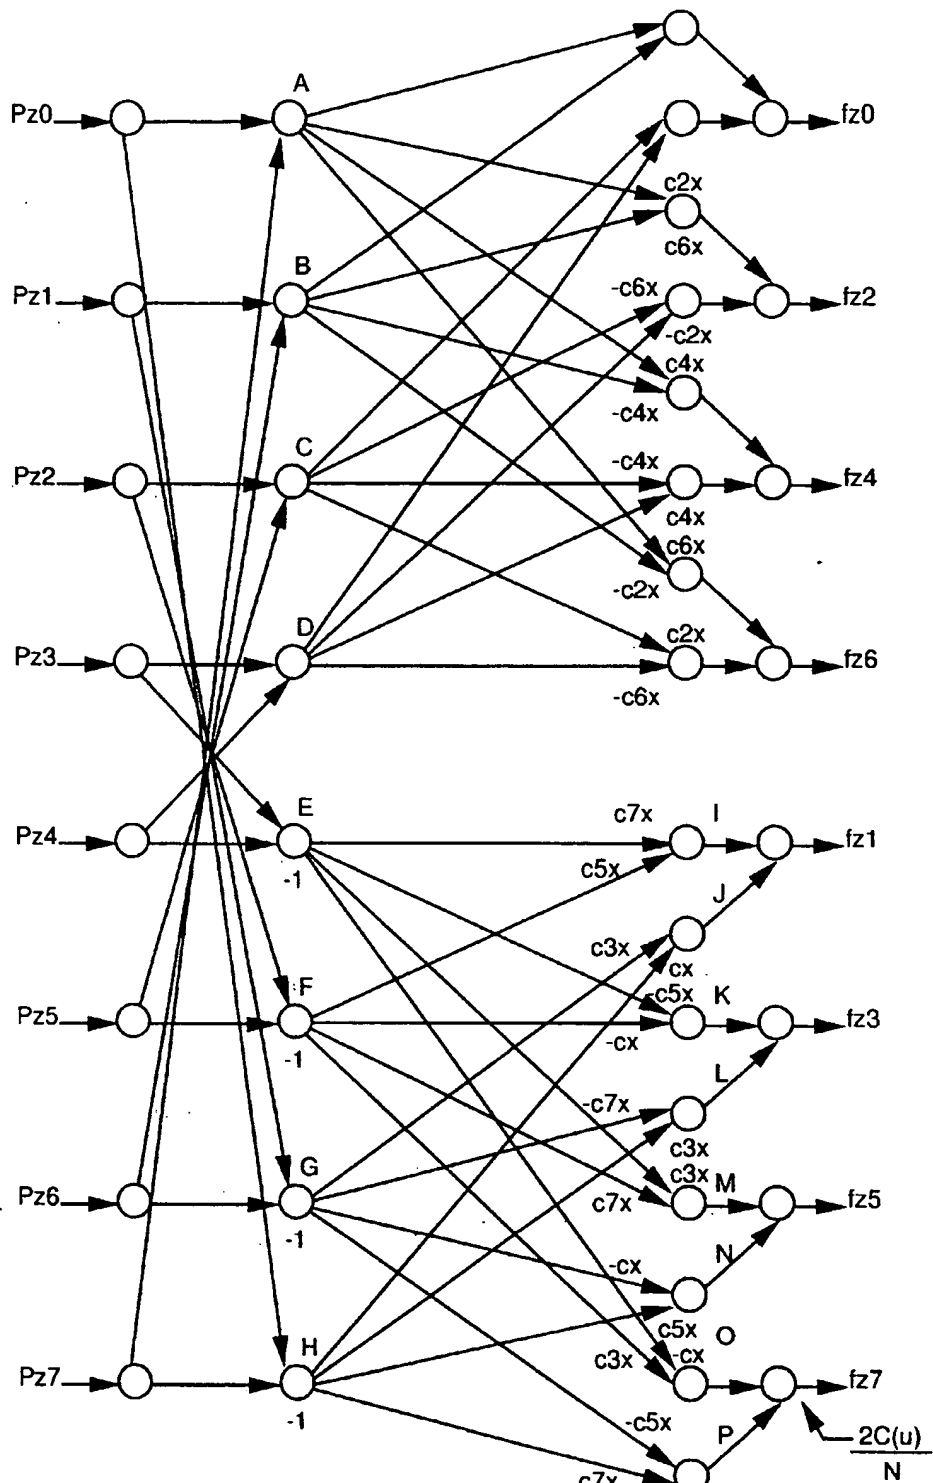 A
Pz0
fz0
c2x
c6x
B
Pz1
-c6x
fz2
-c2x
c4x
-c4x
C
Pz2
-c4x
fz4
c4x
c6x
-c2x
D
c2x
Pz3
fz6
-c6x
E
c7x
I
Pz4
fz1
-1
c5x
J
c3x
cx
F
-c5x
K
Pz5
fz3
-1
-cx
L
-c7x
c3x
G
c3x
M
Pz6
c7x
fz5
-1
N
-cx
c5x
O
H
c3x
-cx
Pz7
fz7
-1
-c5x
P
2C(u)
N
c7x